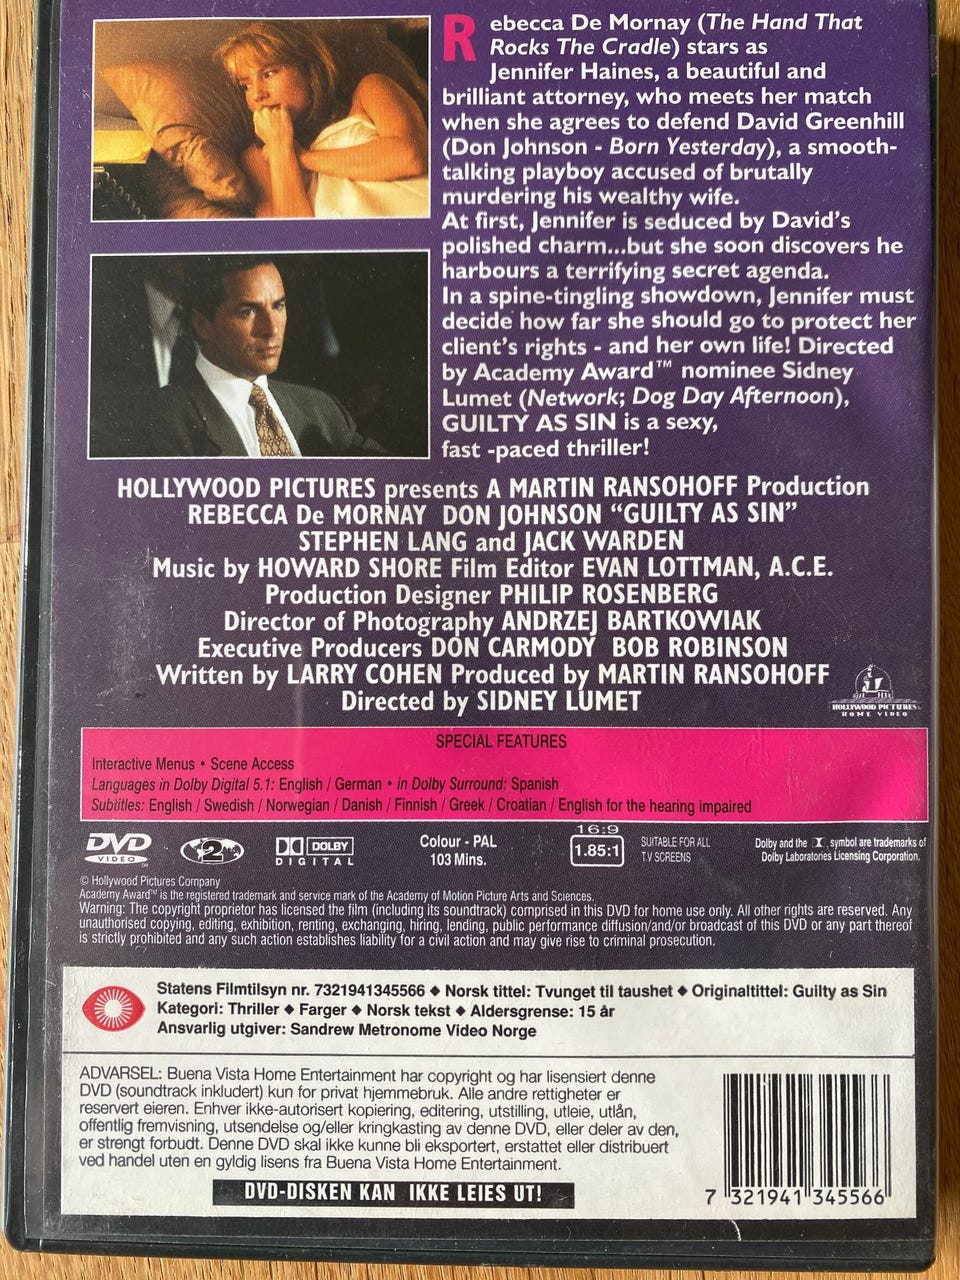 Rebecca De Mornay (The Hand That
Rocks The Cradle) stars as
Jennifer Haines, a beautiful and
brilliant attorney, who meets her match
when she agrees to defend David Greenhill
(Don Johnson - Born Yesterday), a smooth-
talking playboy accused of brutally
murdering his wealthy wife.
At first, Jennifer is seduced by David's
polished charm...but she soon discovers he
harbours a terrifying secret agenda.
In a spine-tingling showdown, Jennifer must
decide how far she should go to protect her
client's rights - and her own life! Directed
by Academy Award™ nominee Sidney
Lumet (Network; Dog Day Afternoon),
GUILTY AS SIN is a sexy,
fast -paced thriller!
HOLLYWOOD PICTURES presents A MARTIN RANSOHOFF Production
REBECCA De MORNAY DON JOHNSON "GUILTY AS SIN"
STEPHEN LANG and JACK WARDEN
Music by HOWARD SHORE Film Editor EVAN LOTTMAN, A.C.E.
Production Designer PHILIP ROSENBERG
Director of Photography ANDRZEJ BARTKOWIAK
Executive Producers DON CARMODY BOB ROBINSON
Written by LARRY COHEN Produced by MARTIN RANSOHOFF
Directed by SIDNEY LUMET
HOLLYWOOD PICTURES
HOME VIDEO
SPECIAL FEATURES
Interactive Menus • Scene Access
Languages in Dolby Digital 5.1: English / German • in Dolby Surround: Spanish
Subtitles: English / Swedish / Norwegian / Danish / Finnish / Greek / Croatian / English for the hearing impaired
DVD
VIDEO™
2
DOLBY
DIGITAL
Colour - PAL
103 Mins.
16:9
1.85:1
SUITABLE FOR ALL
T.V SCREENS
Dolby and the symbol are trademarks of
Dolby Laboratories Licensing Corporation.
© Hollywood Pictures Company
Academy Award™ is the registered trademark and service mark of the Academy of Motion Picture Arts and Sciences.
Warning: The copyright proprietor has licensed the film (including its soundtrack) comprised in this DVD for home use only. All other rights are reserved. Any
unauthorised copying, editing, exhibition, renting, exchanging, hiring, lending, public performance diffusion/and/or broadcast of this DVD or any part thereof
is strictly prohibited and any such action establishes liability for a civil action and may give rise to criminal prosecution.
Statens Filmtilsyn nr. 7321941345566 ◆ Norsk tittel: Tvunget til taushet ◆ Originaltittel: Guilty as Sin
Kategori: Thriller ◆ Farger ◆ Norsk tekst ◆ Aldersgrense: 15 år
Ansvarlig utgiver: Sandrew Metronome Video Norge
ADVARSEL: Buena Vista Home Entertainment har copyright og har lisensiert denne
DVD (soundtrack inkludert) kun for privat hjemmebruk. Alle andre rettigheter er
reservert eieren. Enhver ikke-autorisert kopiering, editering, utstilling, utleie, utlån,
offentlig fremvisning, utsendelse og/eller kringkasting av denne DVD, eller deler av den,
er strengt forbudt. Denne DVD skal ikke kunne bli eksportert, erstattet eller distribuert
ved handel uten en gyldig lisens fra Buena Vista Home Entertainment.
DVD-DISKEN KAN IKKE LEIES UT!
7 321941 345566